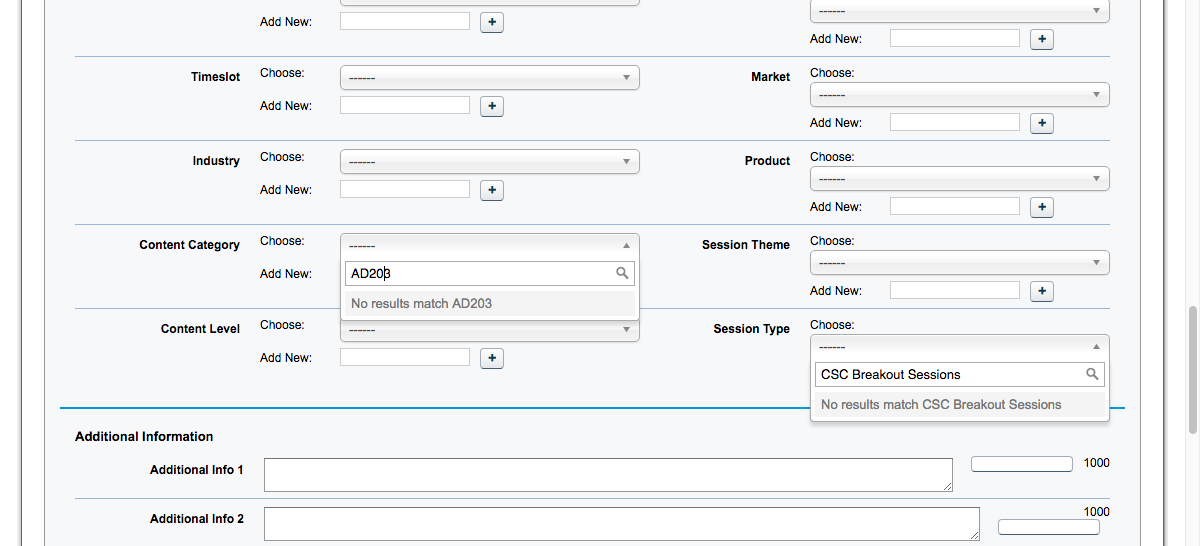 ------
Add New: +
Add New: +
Timeslot Choose: ------ Market Choose:
------
Add New: +
Add New: +
Industry Choose: ------ Product Choose:
------
Add New: +
Add New: +
Content Category Choose: ------ Session Theme Choose:
------
Add New: AD203
No results match AD203
Add New: +
Content Level Choose: ------ Session Type Choose:
------
Add New: +
CSC Breakout Sessions
No results match CSC Breakout Sessions
Additional Information
Additional Info 1 1000
Additional Info 2 1000